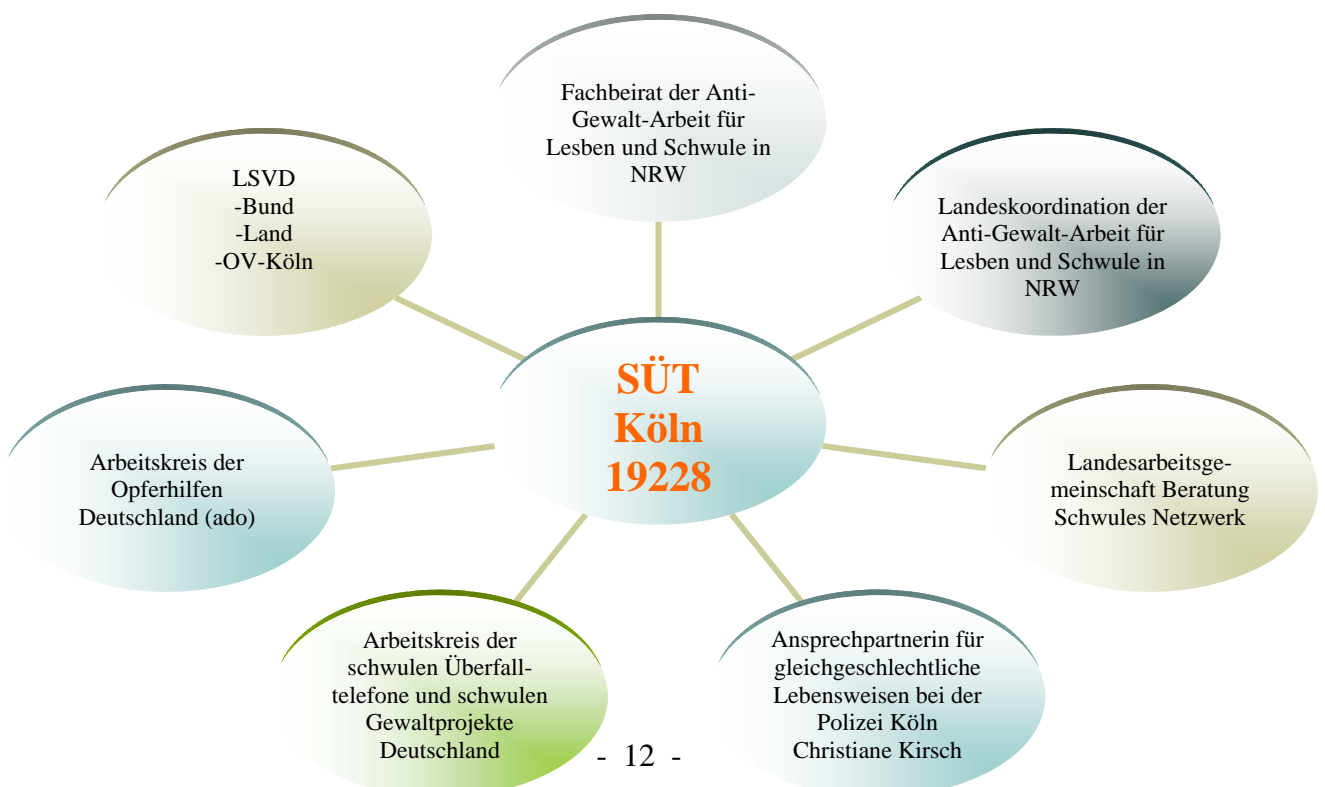 Fachbeirat der Anti-
Gewalt-Arbeit für
Lesben und Schwule in
NRW
LSVD
-Bund
-Land
-OV-Köln
Landeskoordination der
Anti-Gewalt-Arbeit für
Lesben und Schwule in
NRW
SÜT
Köln
19228
Arbeitskreis der
Opferhilfen
Deutschland (ado)
Landesarbeitsge-
meinschaft Beratung
Schwules Netzwerk
Arbeitskreis der
schwulen Überfall-
telefone und schwulen
Gewaltprojekte
Deutschland
Ansprechpartnerin für
gleichgeschlechtliche
Lebensweisen bei der
Polizei Köln
Christiane Kirsch
- 12 -